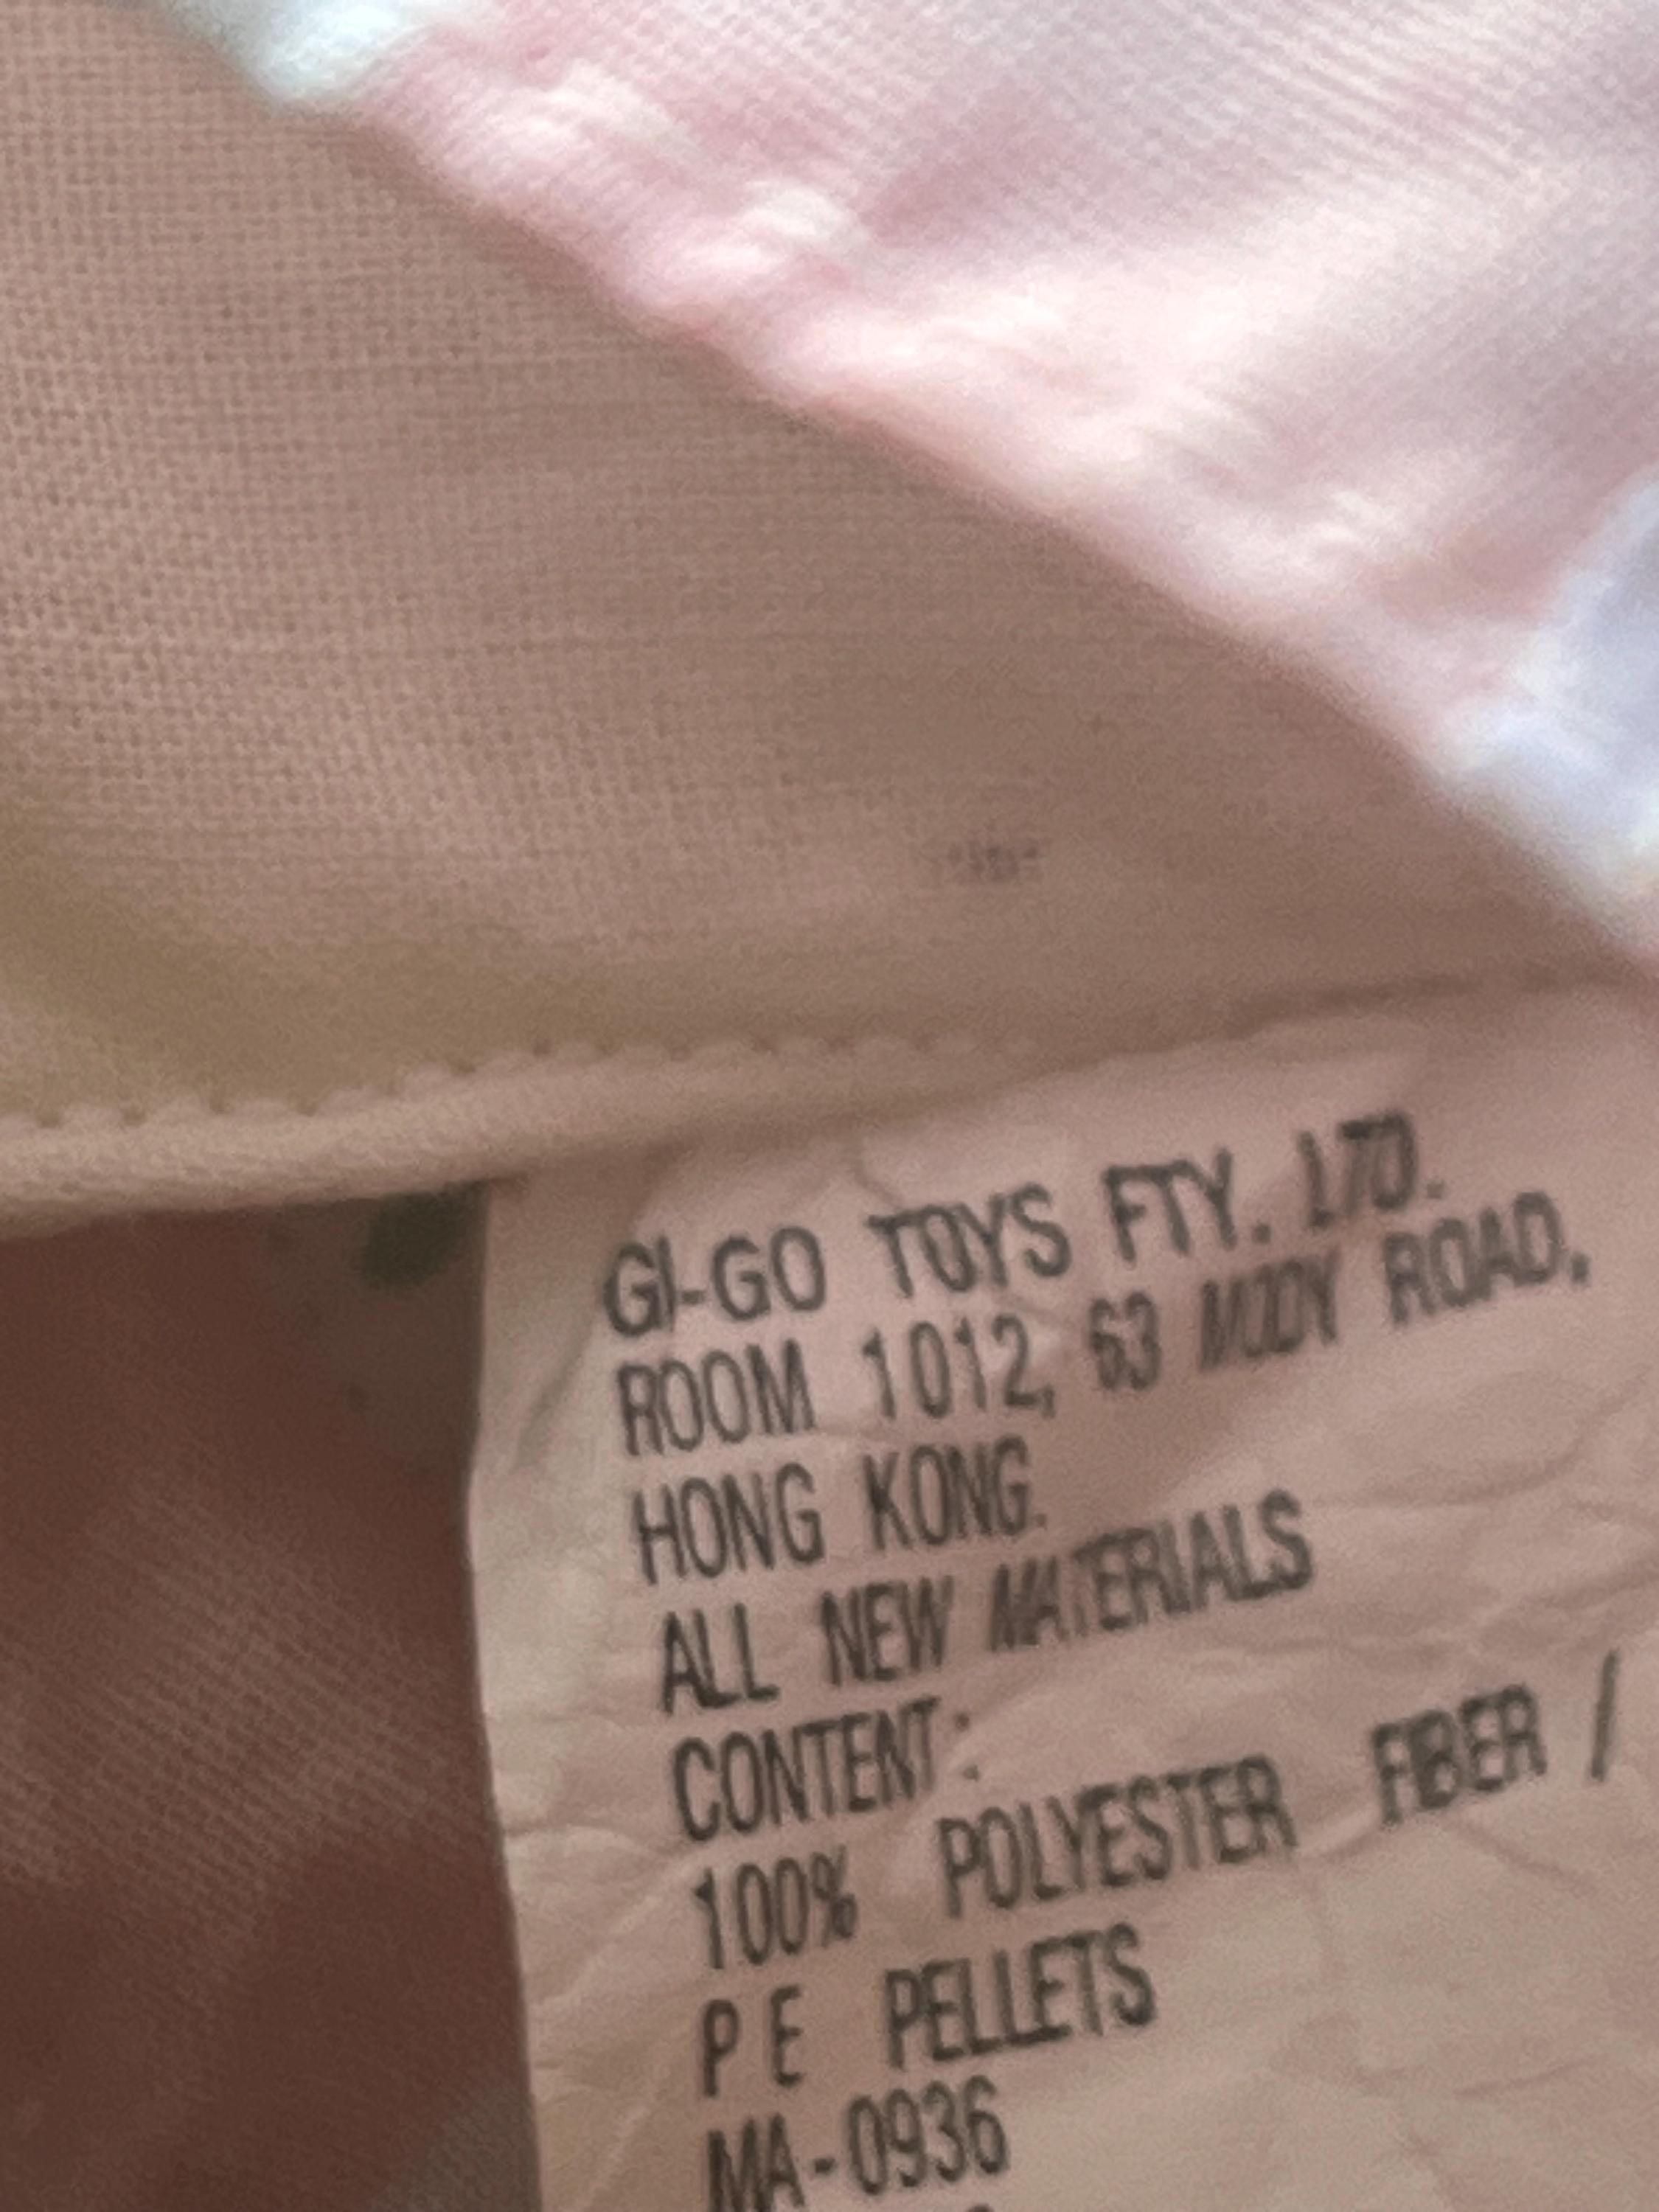 GI-GO TOYS FTY. LTD.
ROOM 1012, 63 MODY ROAD,
HONG KONG.
ALL NEW MATERIALS
CONTENT:
100% POLYESTER FIBER /
PE PELLETS
MA-0936